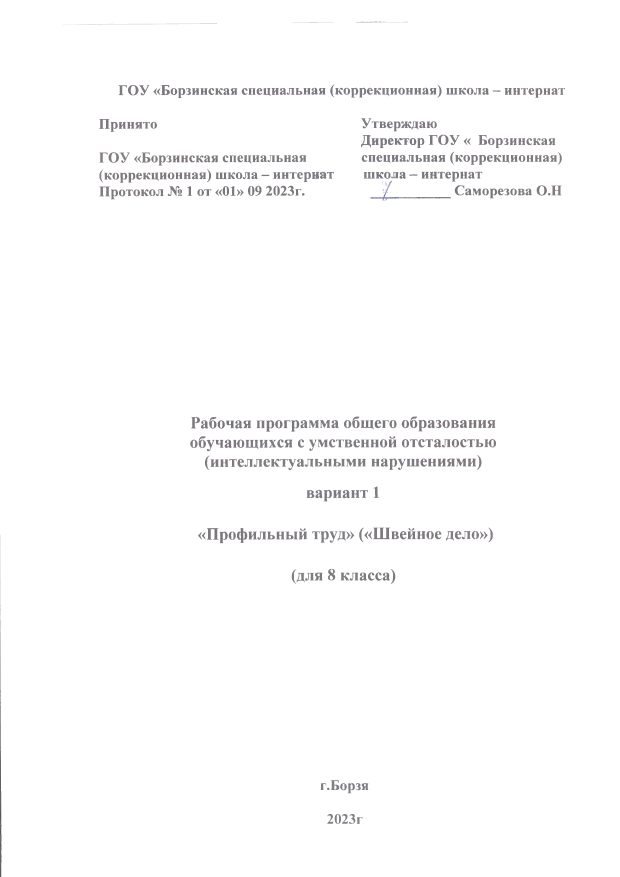 ГОУ «Борзинская специальная (коррекционная) школа – интернат
Принято
ГОУ «Борзинская специальная
(коррекционная) школа – интернат
Протокол № 1 от «01» 09 2023г.
Утверждаю
Директор ГОУ « Борзинская
специальная (коррекционная)
школа – интернат
___________ Саморезова О.Н
Рабочая программа общего образования
обучающихся с умственной отсталостью
(интеллектуальными нарушениями)
вариант 1
«Профильный труд» («Швейное дело»)
(для 8 класса)
г.Борзя
2023г